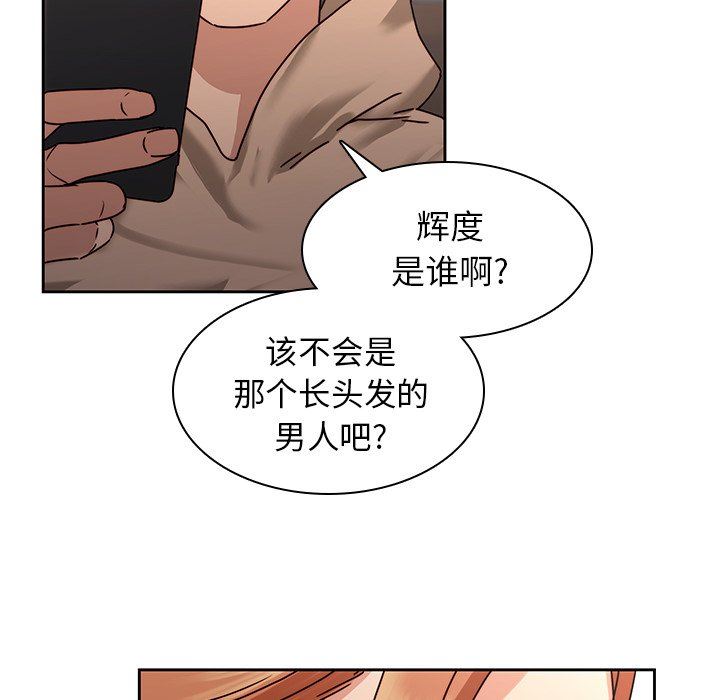 辉度
是谁啊?
该不会是
那个长头发的
男人吧?